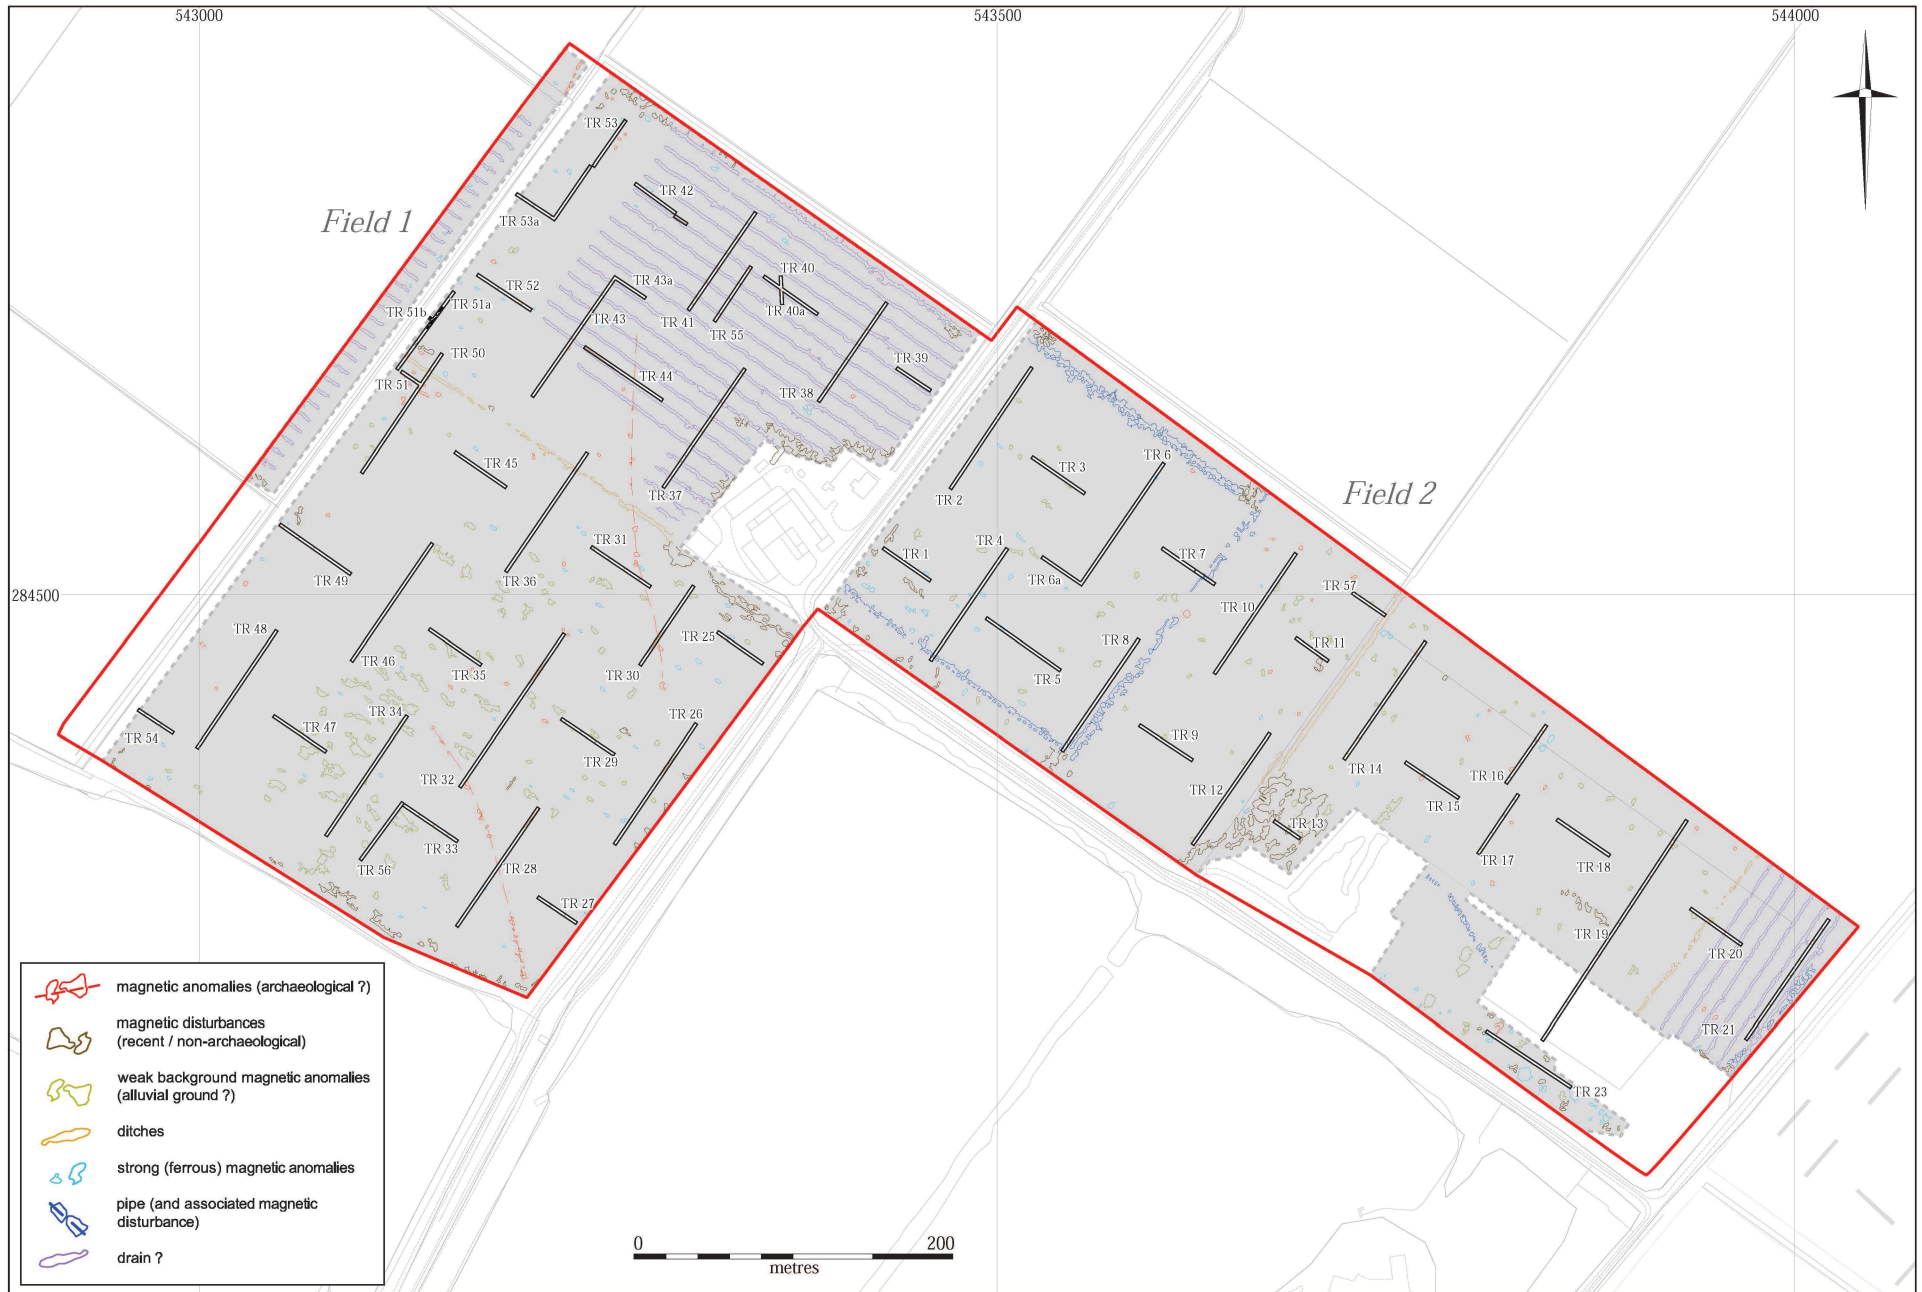 543000
543500
544000
284500
Field 1
Field 2
TR 53
TR 42
TR 53a
TR 40
TR 43a
TR 52
TR 51a
TR 51b
TR 40a
TR 43
TR 41
TR 55
TR 50
TR 39
TR 44
TR 51
TR 38
TR 45
TR 37
TR 31
TR 49
TR 36
TR 48
TR 25
TR 46
TR 35
TR 30
TR 34
TR 26
TR 47
TR 54
TR 29
TR 32
TR 33
TR 56
TR 28
TR 27
TR 6
TR 3
TR 2
TR 4
TR 1
TR 7
TR 6a
TR 57
TR 10
TR 8
TR 11
TR 5
TR 9
TR 14
TR 16
TR 12
TR 15
TR 13
TR 17
TR 18
TR 19
TR 20
TR 21
TR 23
magnetic anomalies (archaeological ?)
magnetic disturbances
(recent / non-archaeological)
weak background magnetic anomalies
(alluvial ground ?)
ditches
strong (ferrous) magnetic anomalies
pipe (and associated magnetic
disturbance)
drain ?
0 200
metres